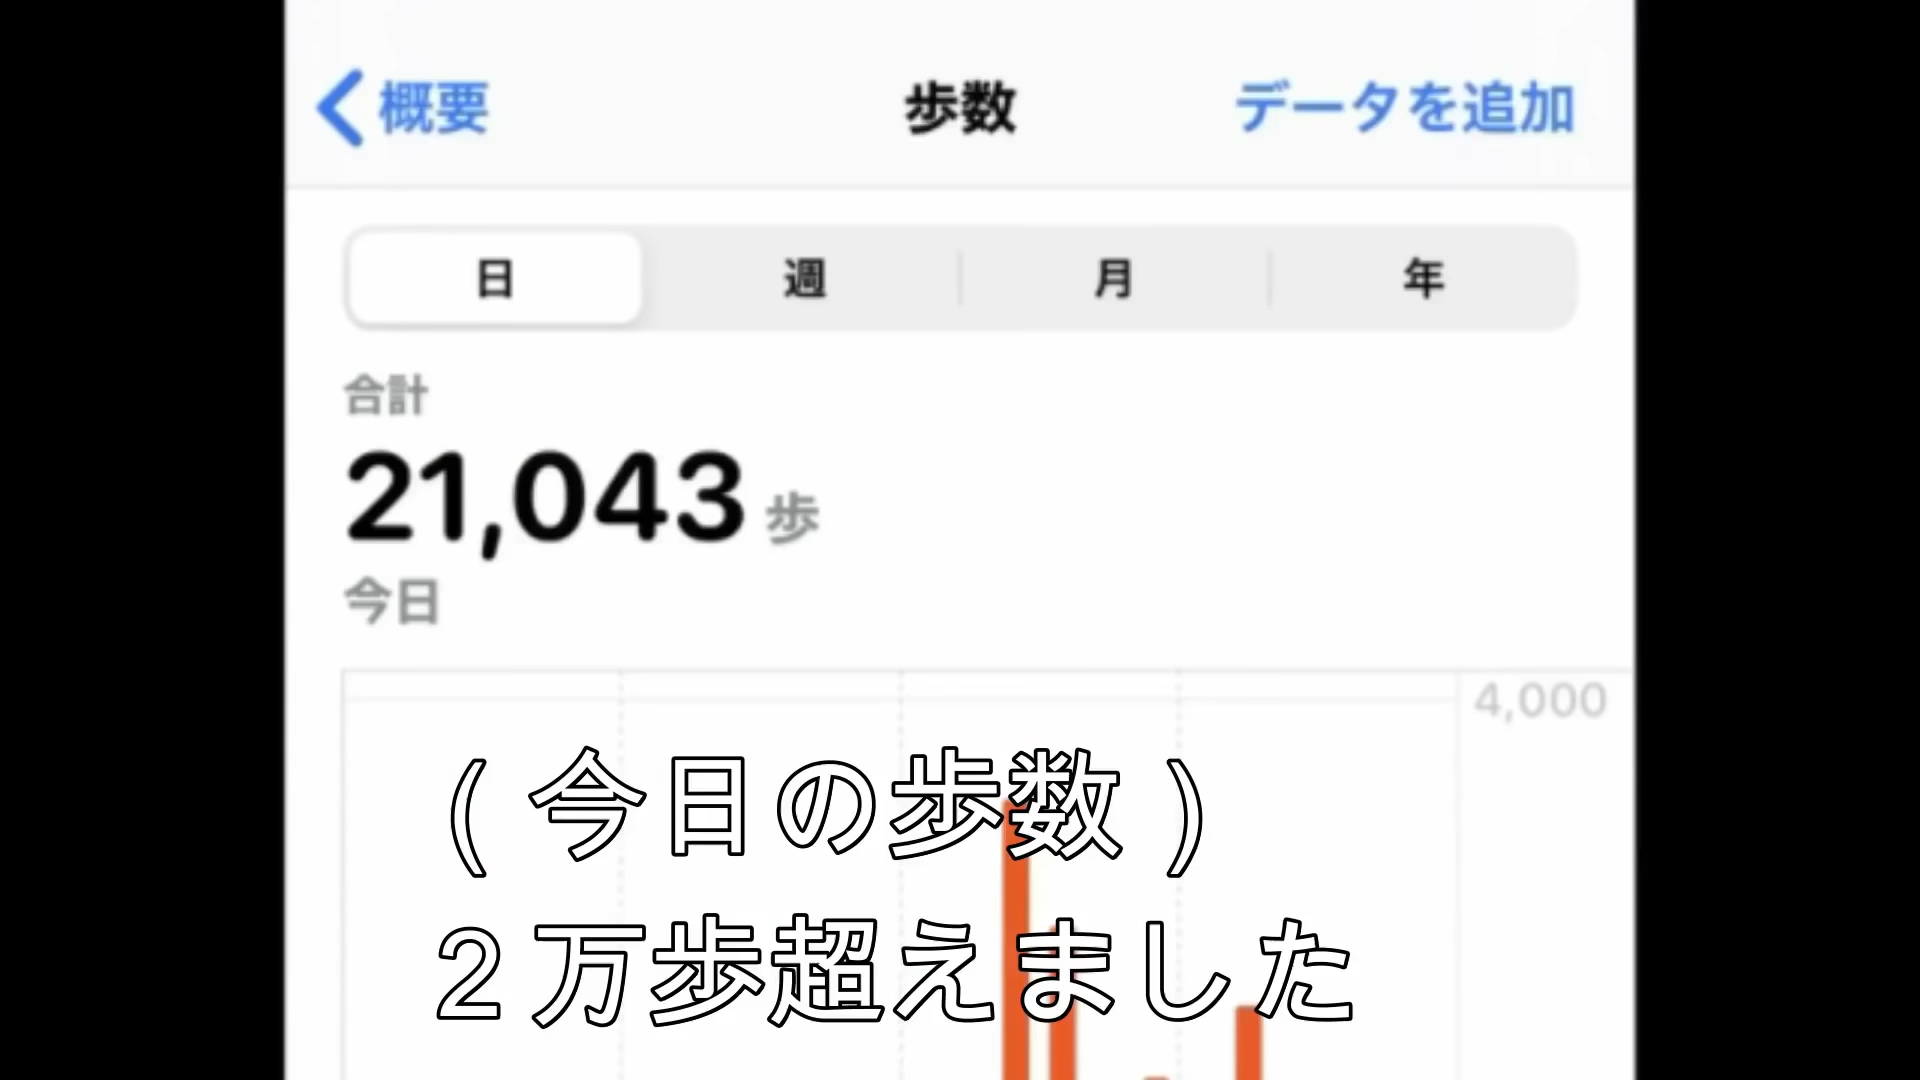 概要 歩数 データを追加
日 週 月 年
合計
21,043 歩
今日
4,000
(今日の歩数)
2万歩超えました